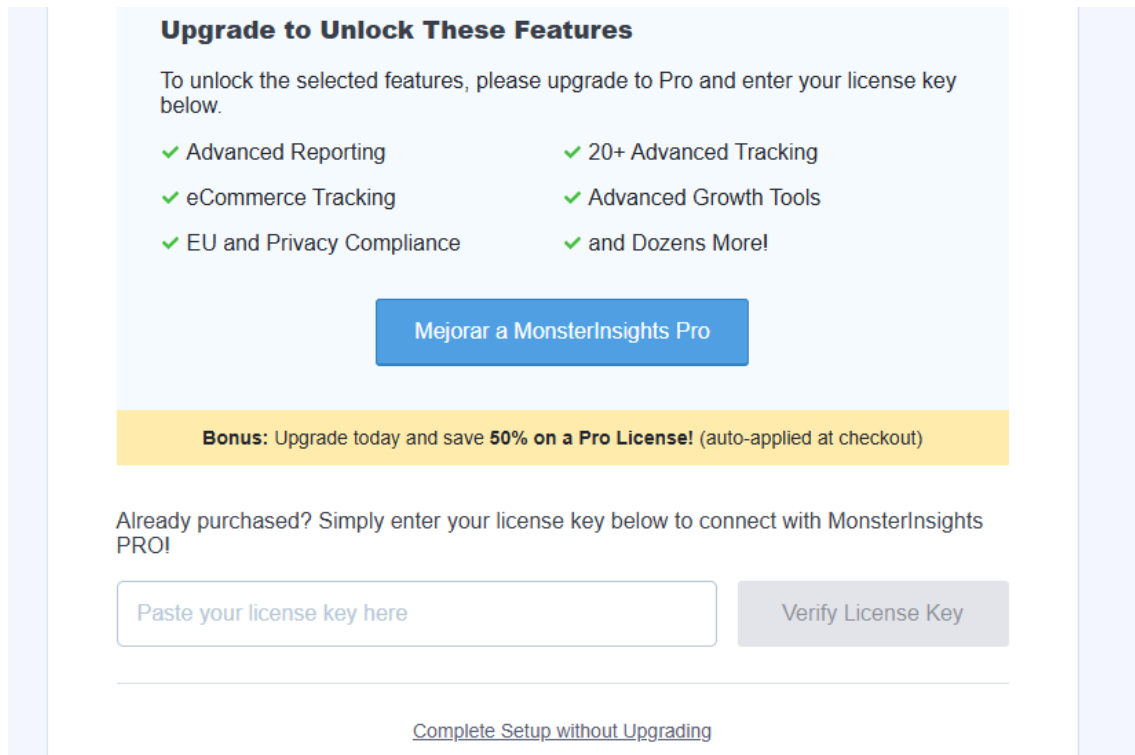 Upgrade to Unlock These Features
To unlock the selected features, please upgrade to Pro and enter your license key
below.
Advanced Reporting
20+ Advanced Tracking
eCommerce Tracking
Advanced Growth Tools
EU and Privacy Compliance
and Dozens More!
Mejorar a MonsterInsights Pro
Bonus: Upgrade today and save 50% on a Pro License! (auto-applied at checkout)
Already purchased? Simply enter your license key below to connect with MonsterInsights
PRO!
Paste your license key here
Verify License Key
Complete Setup without Upgrading